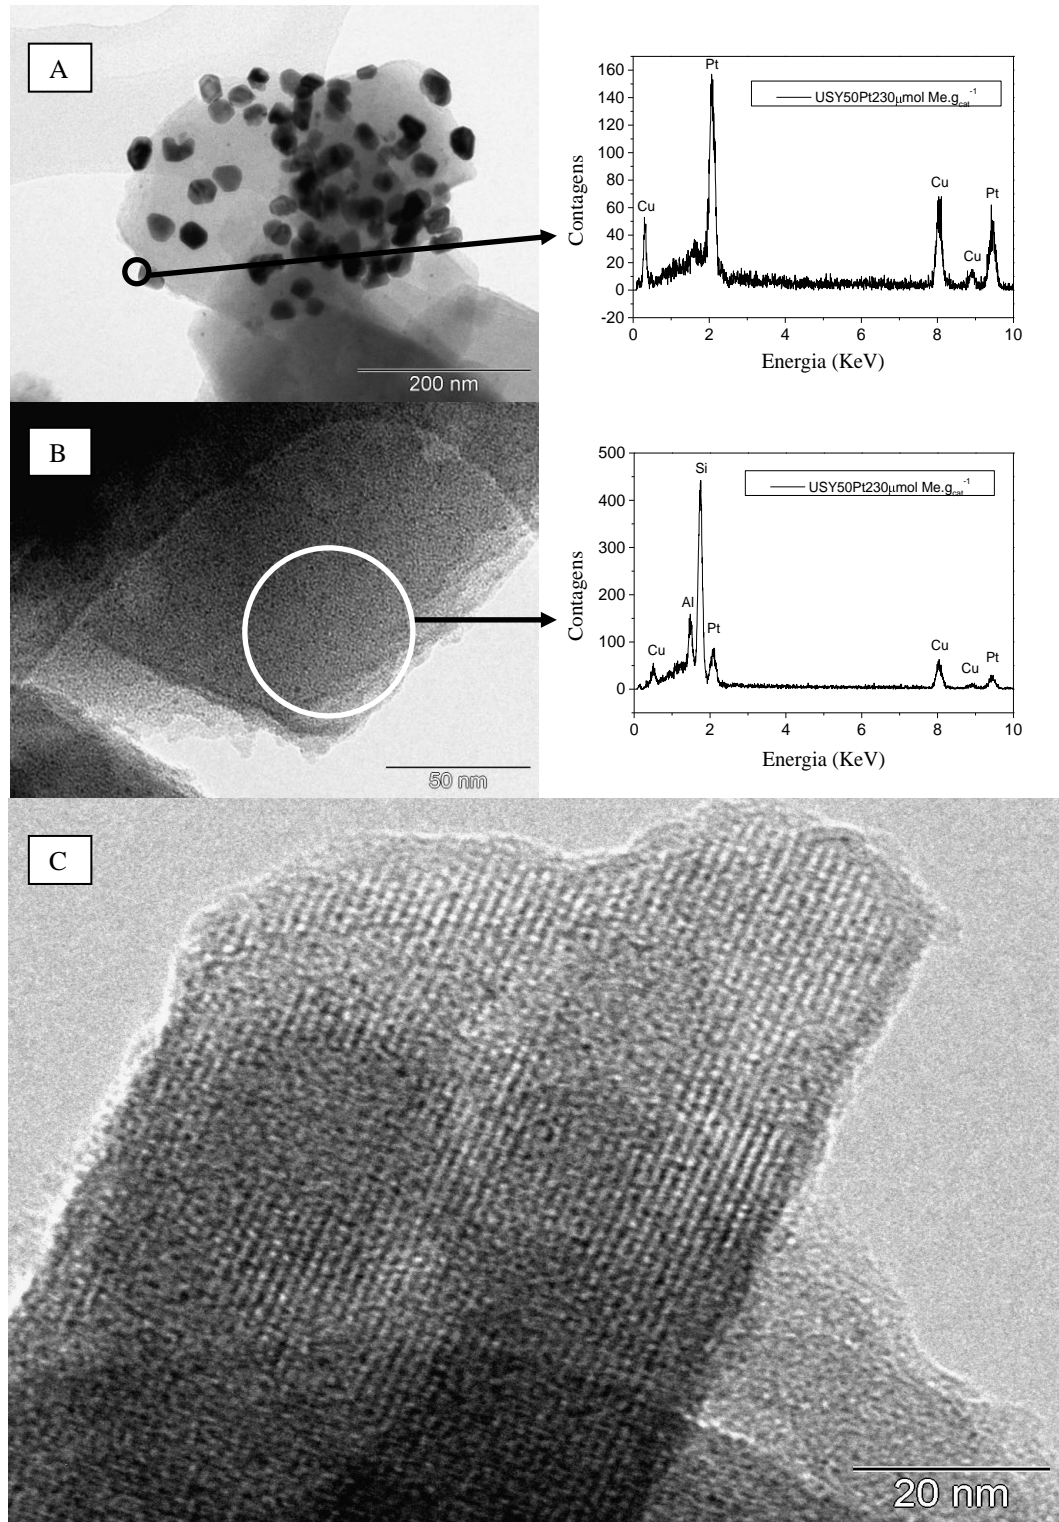 A
200 nm
160
140
120
100
80
60
40
20
0
-20
Contagens
Cu
Pt
Cu
Cu
Pt
USY50Pt230μmol Me.g_cat^-1
0 2 4 6 8 10
Energia (KeV)
B
50 nm
500
400
300
200
100
0
Contagens
Cu
Al
Si
Pt
Cu
Cu
Pt
USY50Pt230μmol Me.g_cat^-1
0 2 4 6 8 10
Energia (KeV)
C
20 nm